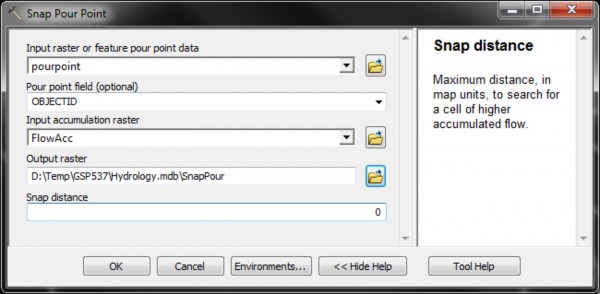 Snap Pour Point
Input raster or feature pour point data
pourpoint
Pour point field (optional)
OBJECTID
Input accumulation raster
FlowAcc
Output raster
D:\Temp\GSP537\Hydrology.mdb\SnapPour
Snap distance
0
Snap distance
Maximum distance, in
map units, to search for
a cell of higher
accumulated flow.
OK
Cancel
Environments...
<< Hide Help
Tool Help